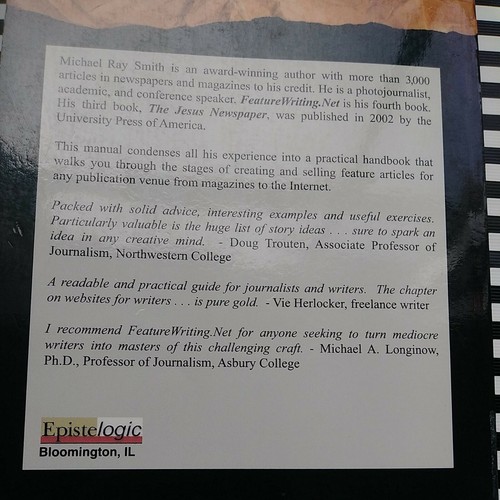 Michael Ray Smith is an award-winning author with more than 3,000
articles in newspapers and magazines to his credit. He is a photojournalist,
academic, and conference speaker. FeatureWriting.Net is his fourth book.
His third book, The Jesus Newspaper, was published in 2002 by the
University Press of America.
This manual condenses all his experience into a practical handbook that
walks you through the stages of creating and selling feature articles for
any publication venue from magazines to the Internet.
Packed with solid advice, interesting examples and useful exercises.
Particularly valuable is the huge list of story ideas . . . sure to spark an
idea in any creative mind. - Doug Trouten, Associate Professor of
Journalism, Northwestern College
A readable and practical guide for journalists and writers. The chapter
on websites for writers . . . is pure gold. - Vie Herlocker, freelance writer
I recommend FeatureWriting.Net for anyone seeking to turn mediocre
writers into masters of this challenging craft. - Michael A. Longinow,
Ph.D., Professor of Journalism, Asbury College
Epistelogic
Bloomington, IL